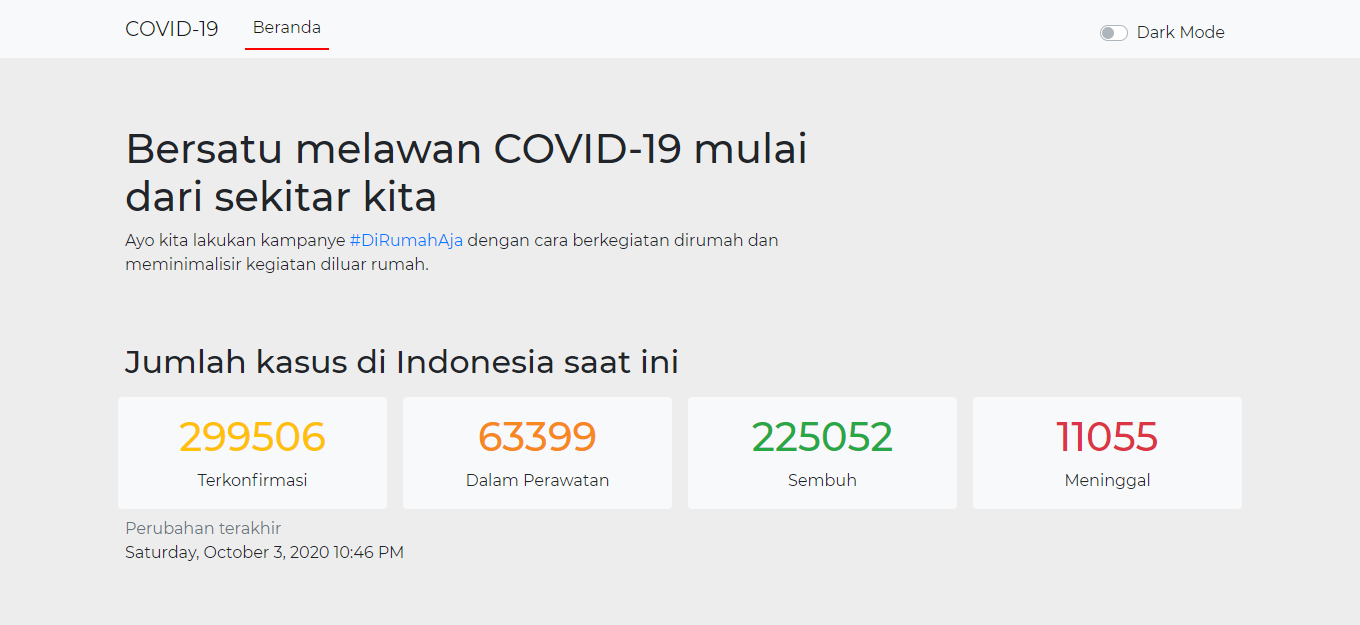 COVID-19
Beranda
Dark Mode
Bersatu melawan COVID-19 mulai
dari sekitar kita
Ayo kita lakukan kampanye #DiRumahAja dengan cara berkegiatan dirumah dan
meminimalisir kegiatan diluar rumah.
Jumlah kasus di Indonesia saat ini
299506
Terkonfirmasi
63399
Dalam Perawatan
225052
Sembuh
11055
Meninggal
Perubahan terakhir
Saturday, October 3, 2020 10:46 PM